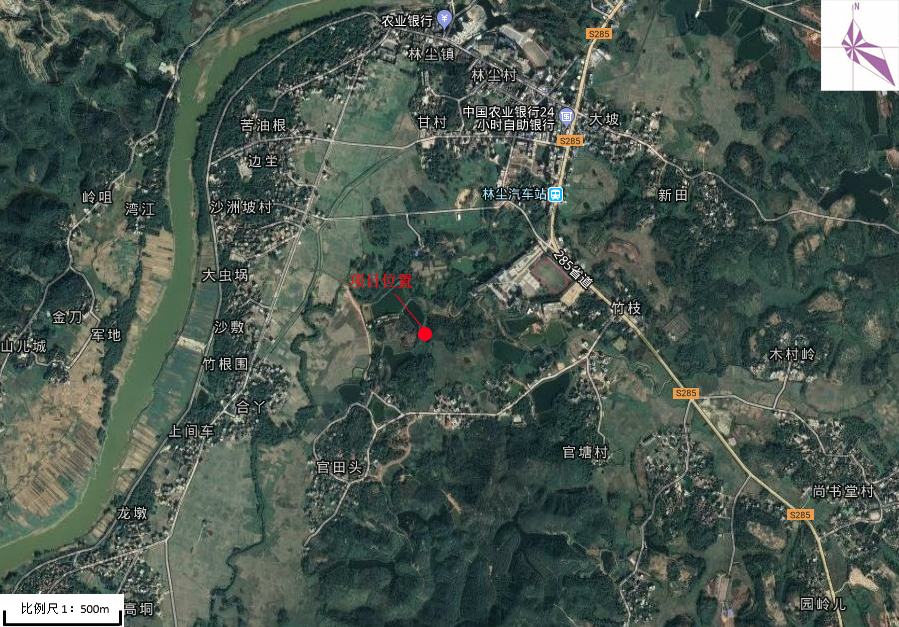 N
农业银行
S285
林尘镇
林尘村
中国农业银行24
小时自助银行
大坡
甘村
苦油根
S285
边坣
新田
林尘汽车站
岭咀
湾江
沙洲坡村
285省道
大虫埚
项目位置
竹枝
金刀
沙敷
军地
山儿城
木村岭
竹根围
S285
合丫
上间车
官塘村
官田头
尚书堂村
龙墩
S285
园岭儿
高垌
比例尺 1：500m